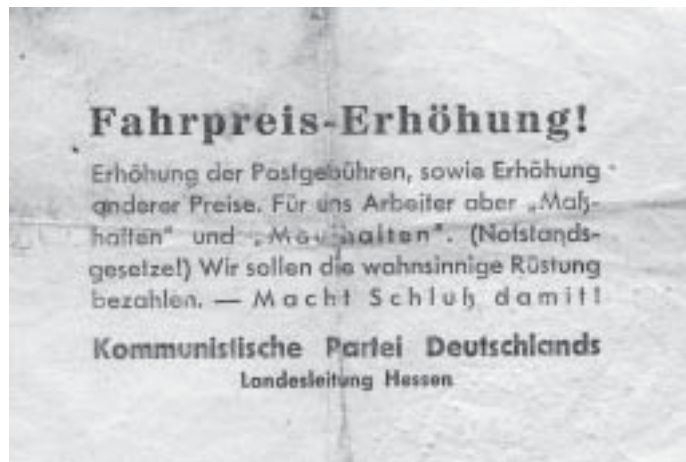 Fahrpreis-Erhöhung!
Erhöhung der Postgebühren, sowie Erhöhung
anderer Preise. Für uns Arbeiter aber „Maß-
halten" und „Maulhalten". (Notstands-
gesetze!) Wir sollen die wahnsinnige Rüstung
bezahlen. — Macht Schluß damit!
Kommunistische Partei Deutschlands
Landesleitung Hessen